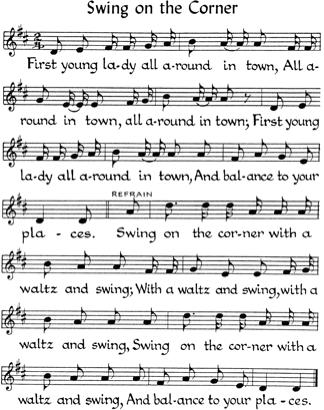 Swing on the Corner
First young la-dy all a-round in town, All a-
round in town, all a-round in town; First young
la-dy all a-round in town, And bal-ance to your
REFRAIN
pla - ces. Swing on the cor-ner with a
waltz and swing; With a waltz and swing, with a
waltz and swing, Swing on the cor-ner with a
waltz and swing, And bal-ance to your pla - ces.